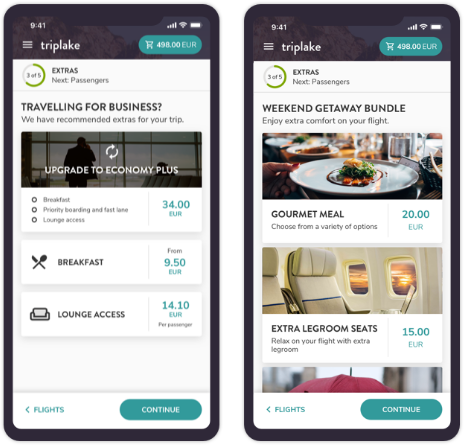 9:41
triplake
498.00 EUR
3 of 5
EXTRAS
Next: Passengers
TRAVELLING FOR BUSINESS?
We have recommended extras for your trip.
UPGRADE TO ECONOMY PLUS
Breakfast
Priority boarding and fast lane
Lounge access
34.00
EUR
BREAKFAST
From
9.50
EUR
LOUNGE ACCESS
14.10
EUR
Per passenger
FLIGHTS
CONTINUE
9:41
triplake
498.00 EUR
3 of 5
EXTRAS
Next: Passengers
WEEKEND GETAWAY BUNDLE
Enjoy extra comfort on your flight.
GOURMET MEAL
Choose from a variety of options
20.00
EUR
EXTRA LEGROOM SEATS
Relax on your flight with extra
legroom
15.00
EUR
FLIGHTS
CONTINUE